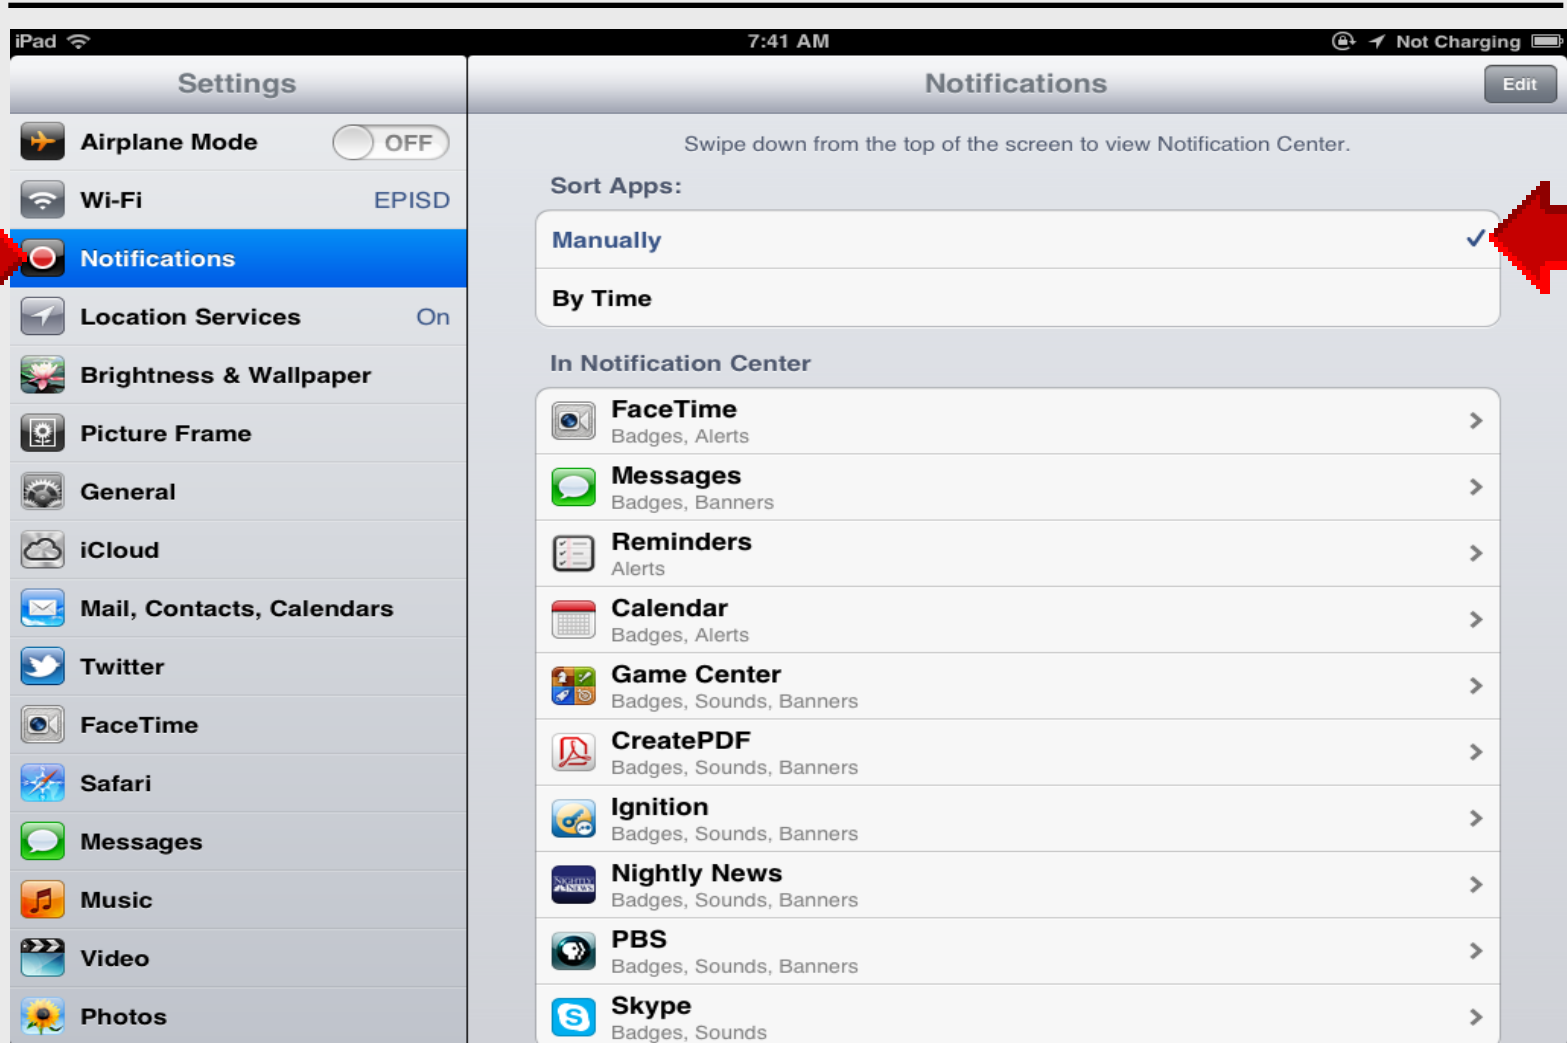 iPad 7:41 AM Not Charging
Settings
Airplane Mode OFF
Wi-Fi EPISD
Notifications
Location Services On
Brightness & Wallpaper
Picture Frame
General
iCloud
Mail, Contacts, Calendars
Twitter
FaceTime
Safari
Messages
Music
Video
Photos
Notifications Edit
Swipe down from the top of the screen to view Notification Center.
Sort Apps:
Manually
By Time
In Notification Center
FaceTime
Badges, Alerts
Messages
Badges, Banners
Reminders
Alerts
Calendar
Badges, Alerts
Game Center
Badges, Sounds, Banners
CreatePDF
Badges, Sounds, Banners
Ignition
Badges, Sounds, Banners
NIGHTLY
NEWS
Nightly News
Badges, Sounds, Banners
PBS
Badges, Sounds, Banners
Skype
Badges, Sounds